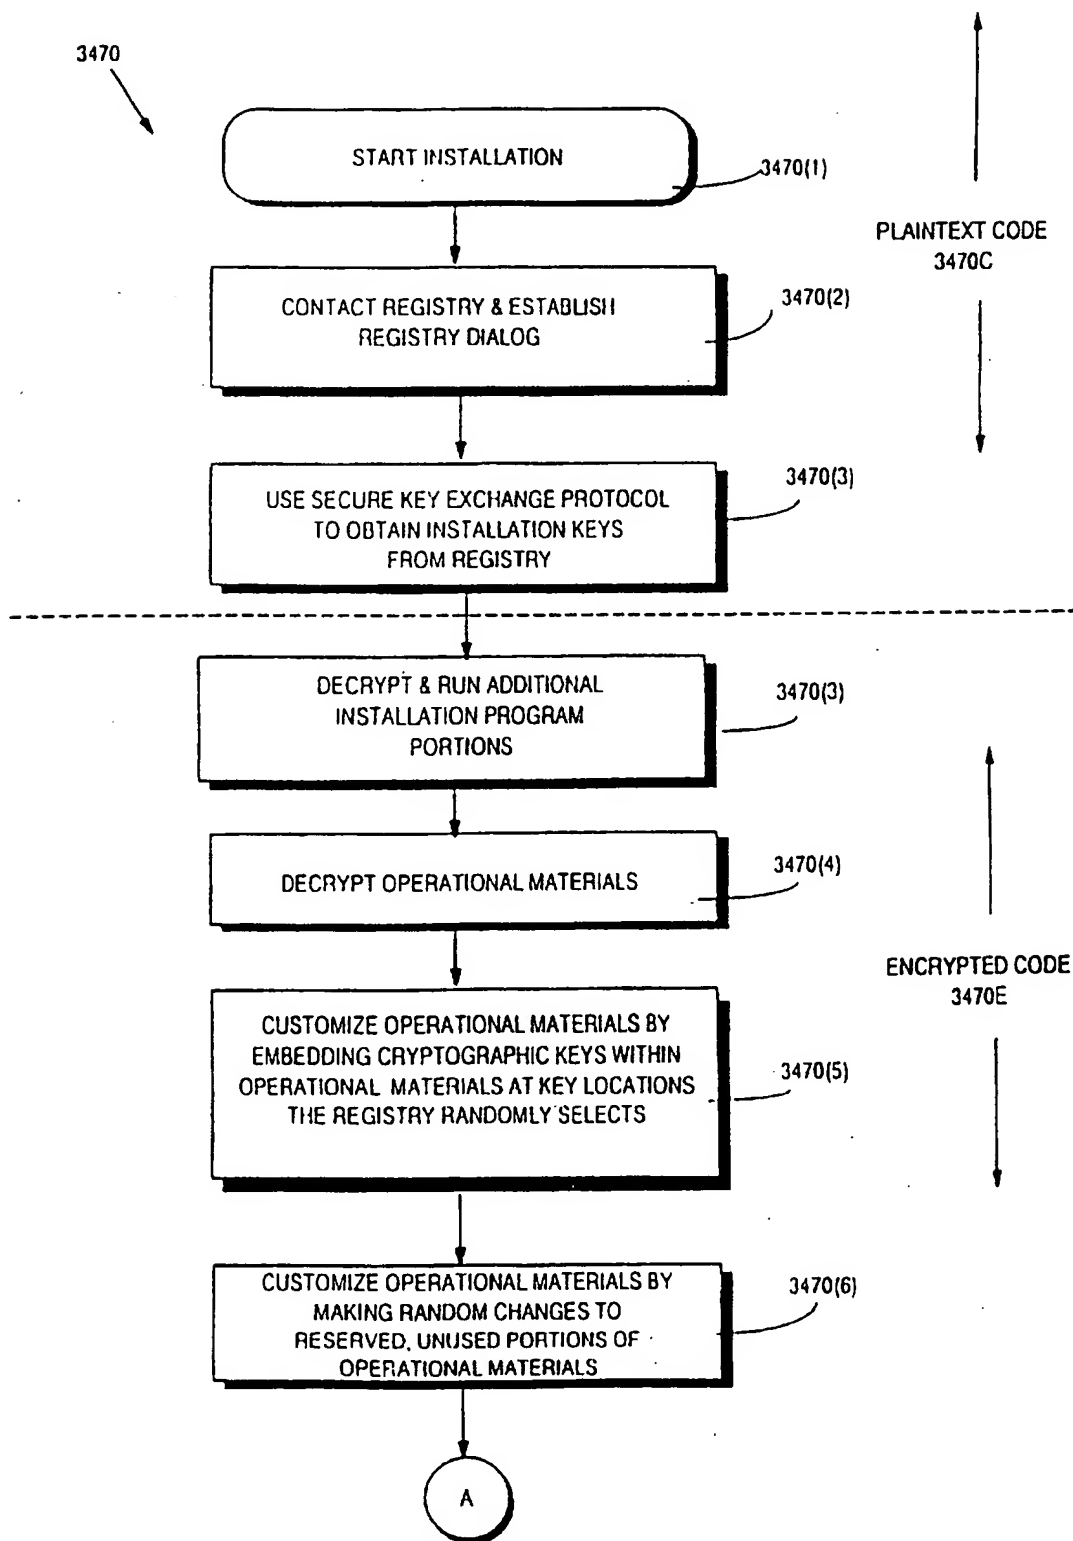 3470
START INSTALLATION
3470(1)
PLAINTEXT CODE
3470C
CONTACT REGISTRY & ESTABLISH
REGISTRY DIALOG
3470(2)
USE SECURE KEY EXCHANGE PROTOCOL
TO OBTAIN INSTALLATION KEYS
FROM REGISTRY
3470(3)
DECRYPT & RUN ADDITIONAL
INSTALLATION PROGRAM
PORTIONS
3470(3)
DECRYPT OPERATIONAL MATERIALS
3470(4)
ENCRYPTED CODE
3470E
CUSTOMIZE OPERATIONAL MATERIALS BY
EMBEDDING CRYPTOGRAPHIC KEYS WITHIN
OPERATIONAL MATERIALS AT KEY LOCATIONS
THE REGISTRY RANDOMLY SELECTS
3470(5)
CUSTOMIZE OPERATIONAL MATERIALS BY
MAKING RANDOM CHANGES TO
RESERVED, UNUSED PORTIONS OF
OPERATIONAL MATERIALS
3470(6)
A